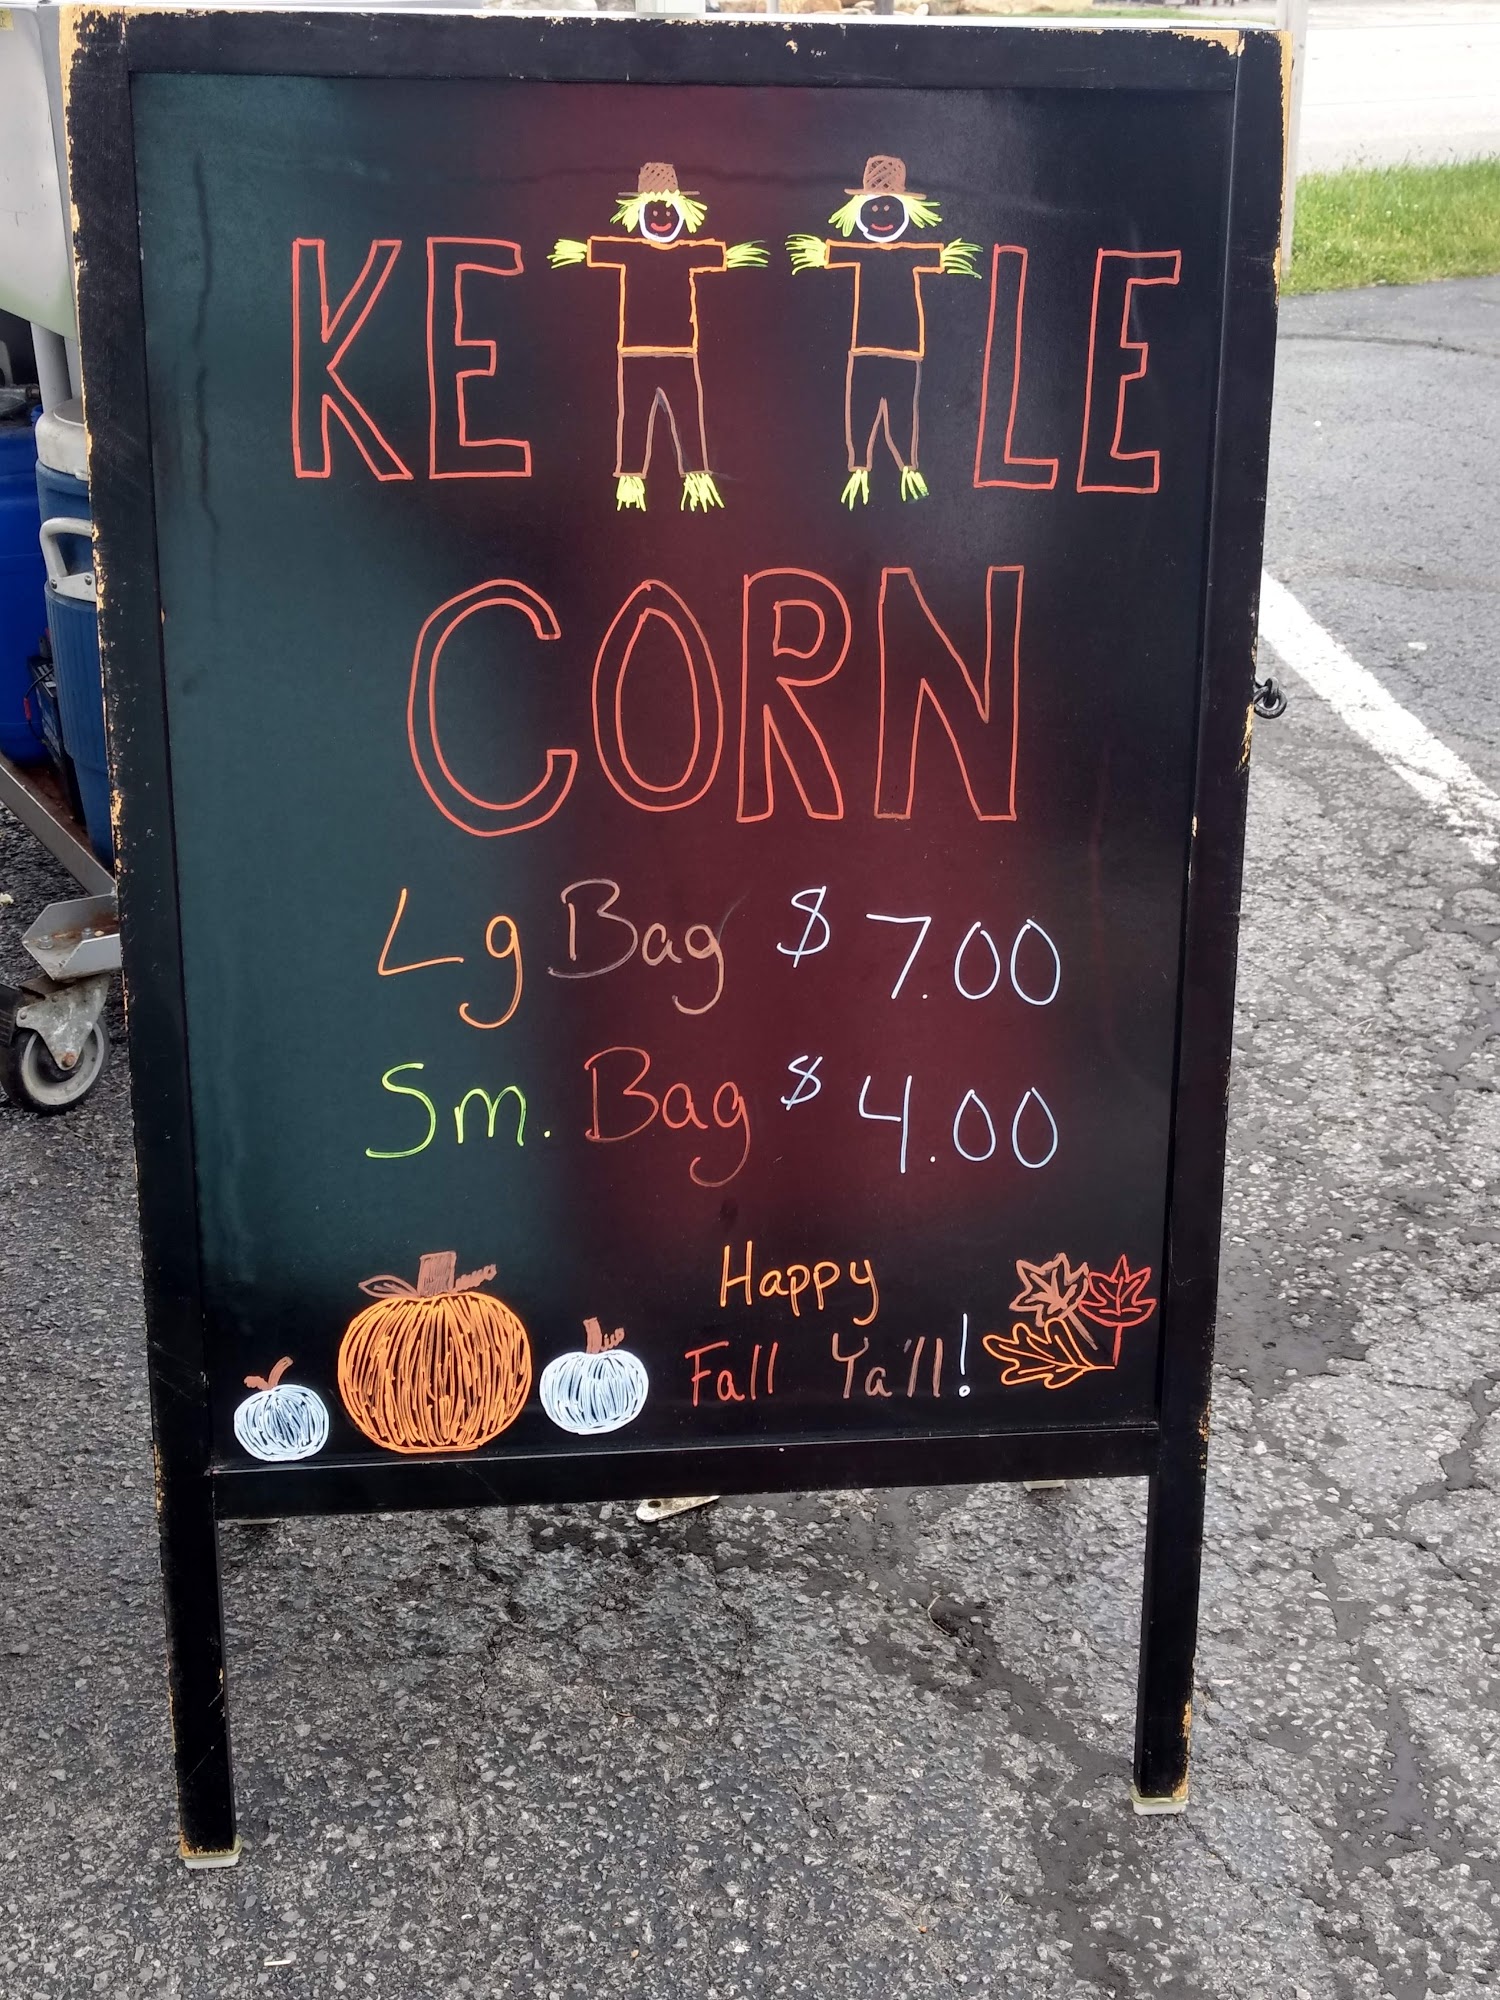 KETTLE
CORN
Lg Bag $7.00
Sm. Bag $4.00
Happy
Fall Ya'll!